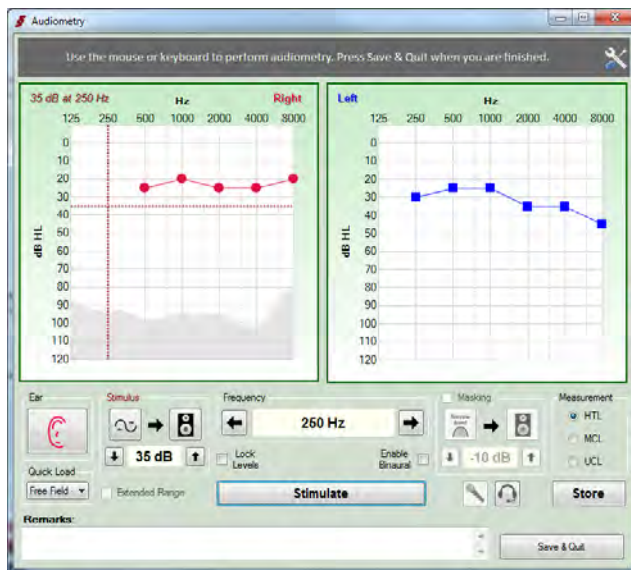 Audiometry
Use the mouse or keyboard to perform audiometry. Press Save & Quit when you are finished.
35 dB at 250 Hz Hz Right
125 250 500 1000 2000 4000 8000
0
10
20
30
40
50
60
70
80
90
100
110
120
dB HL
Left Hz
125 250 500 1000 2000 4000 8000
0
10
20
30
40
50
60
70
80
90
100
110
120
dB HL
Ear Stimulus Frequency Masking Measurement
250 Hz
HTL
MCL
UCL
35 dB
Lock Levels
Enable Binaural
-10 dB
Quick Load
Free Field
Extended Range
Stimulate
Store
Remarks:
Save & Quit